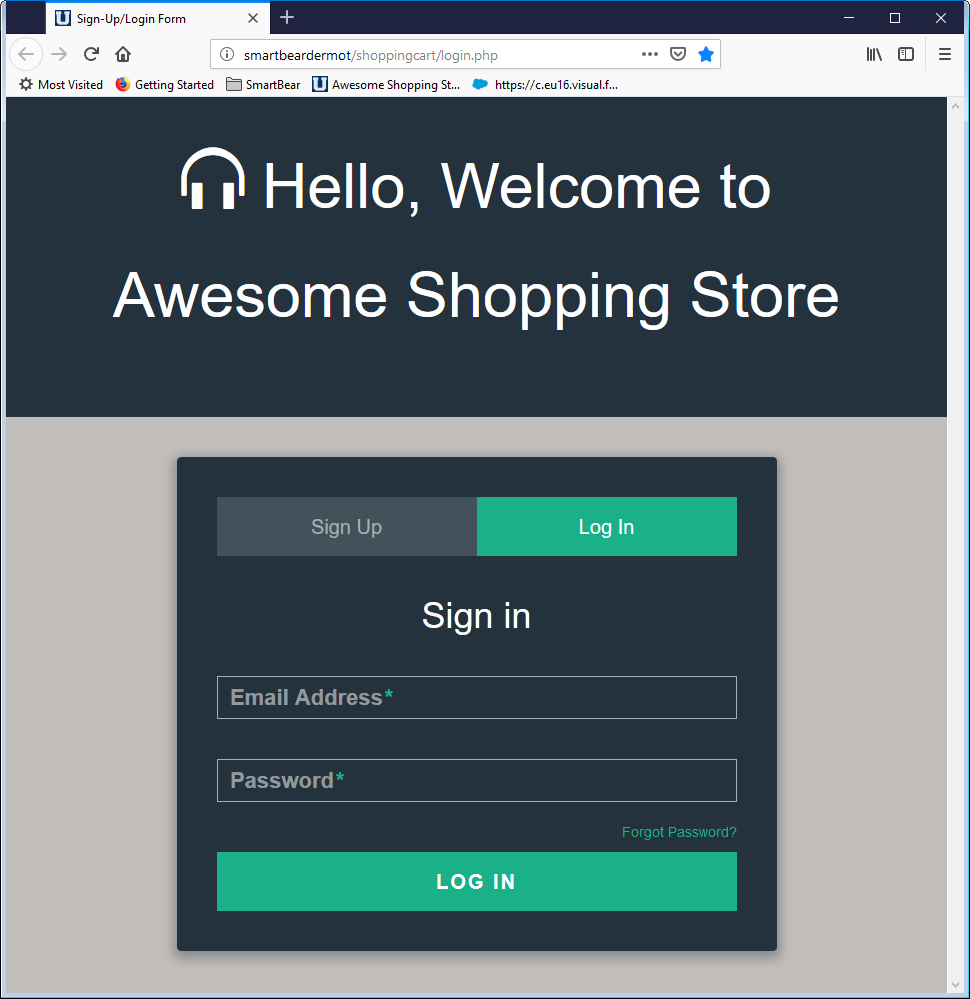 Sign-Up/Login Form
smartbeardermot/shoppingcart/login.php
Most Visited Getting Started SmartBear Awesome Shopping St... https://c.eu16.visual.f...
Hello, Welcome to
Awesome Shopping Store
Sign Up Log In
Sign in
Email Address*
Password*
Forgot Password?
LOG IN